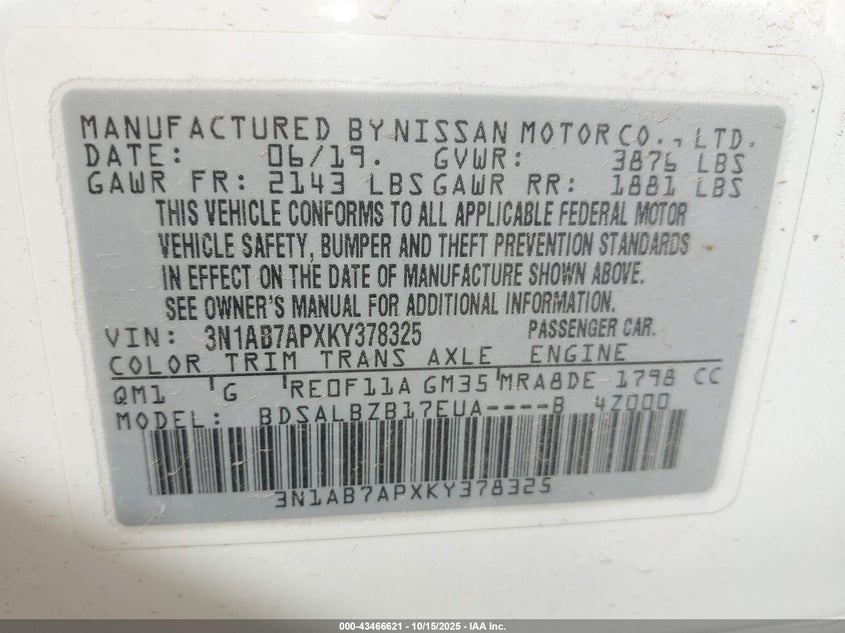 MANUFACTURED BY NISSAN MOTOR CO., LTD.
DATE: 06/19. GVWR: 3876 LBS
GAWR FR: 2143 LBS GAWR RR: 1881 LBS
THIS VEHICLE CONFORMS TO ALL APPLICABLE FEDERAL MOTOR
VEHICLE SAFETY, BUMPER AND THEFT PREVENTION STANDARDS
IN EFFECT ON THE DATE OF MANUFACTURE SHOWN ABOVE.
SEE OWNER'S MANUAL FOR ADDITIONAL INFORMATION.
VIN: 3N1AB7APXKY378325 PASSENGER CAR.
COLOR TRIM TRANS AXLE ENGINE
QM1 G RE0F11A GM35 MRA8DE 1798 CC
MODEL: BDSALBZB17EUA----B 4Z000
3N1AB7APXKY378325
000-43466621 - 10/15/2025 - IAA Inc.